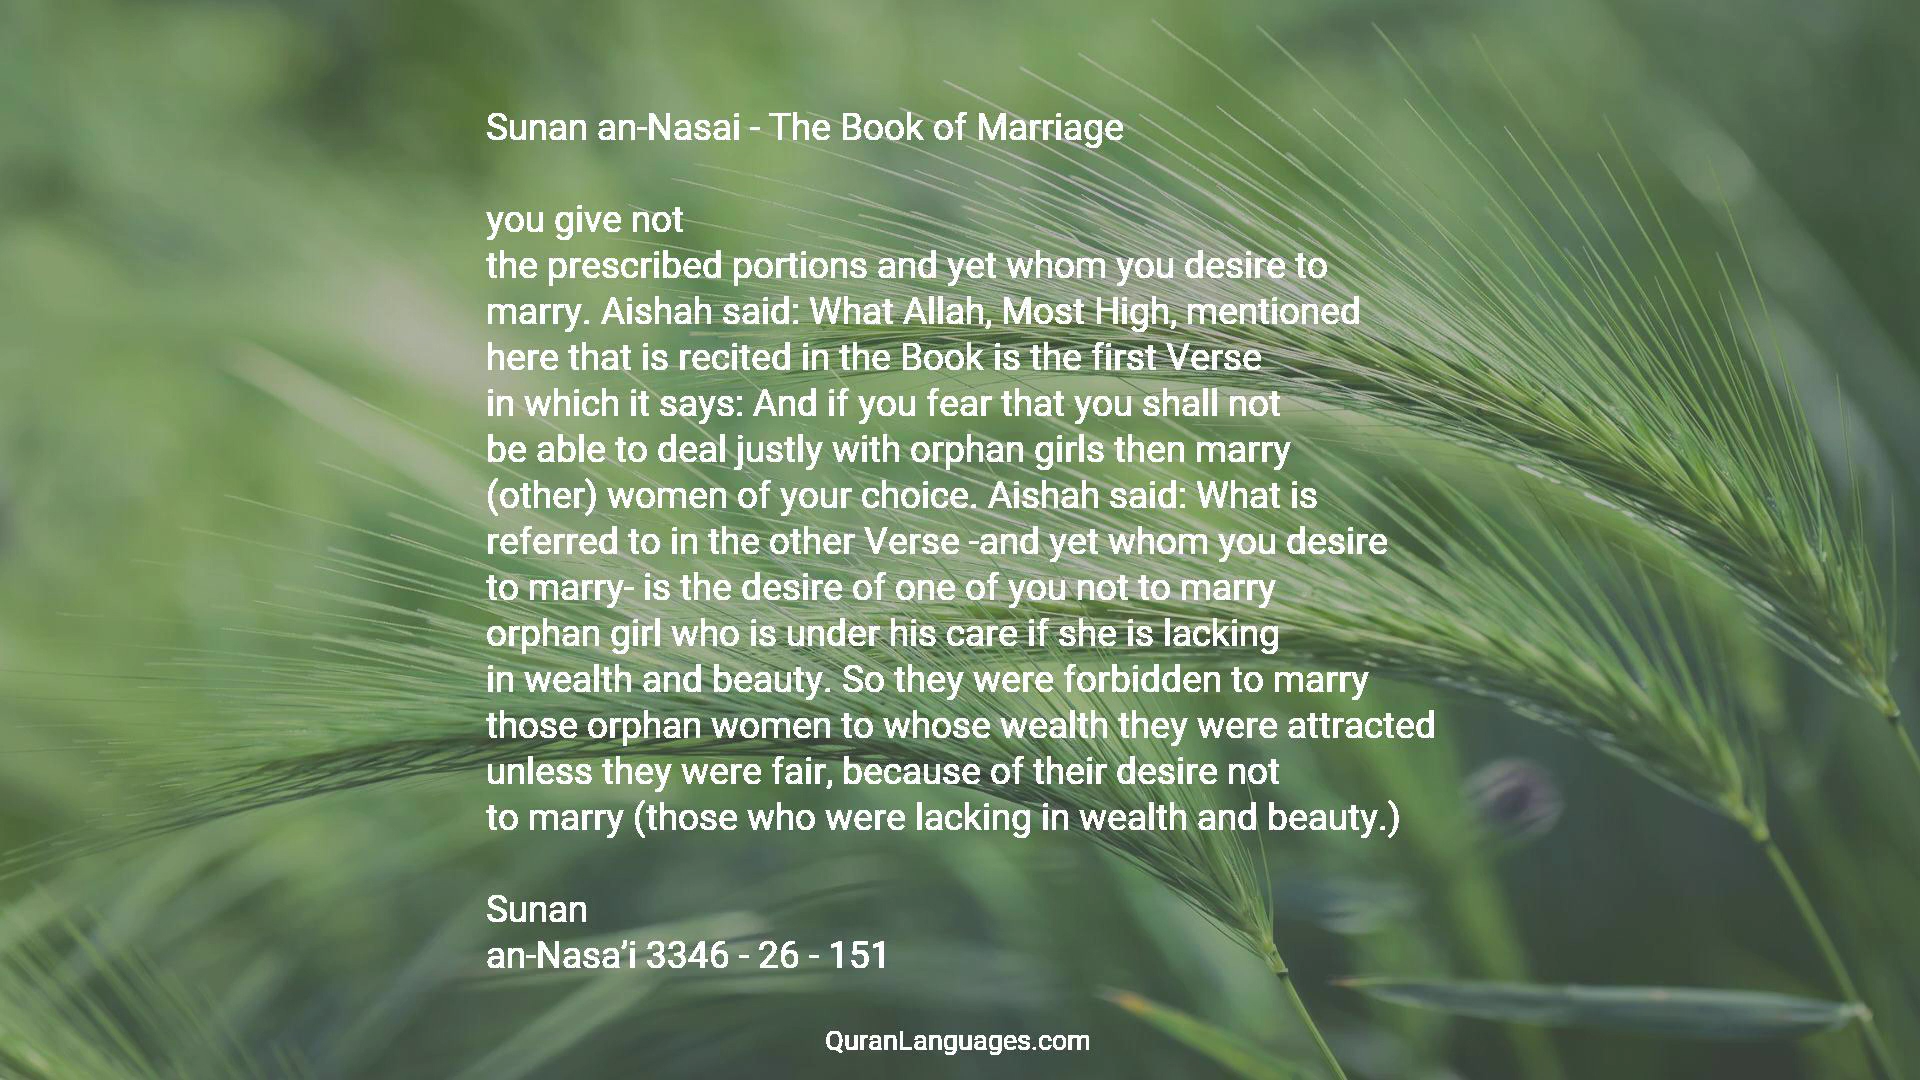 Sunan an-Nasai - The Book of Marriage
you give not
the prescribed portions and yet whom you desire to
marry. Aishah said: What Allah, Most High, mentioned
here that is recited in the Book is the first Verse
in which it says: And if you fear that you shall not
be able to deal justly with orphan girls then marry
(other) women of your choice. Aishah said: What is
referred to in the other Verse -and yet whom you desire
to marry- is the desire of one of you not to marry
orphan girl who is under his care if she is lacking
in wealth and beauty. So they were forbidden to marry
those orphan women to whose wealth they were attracted
unless they were fair, because of their desire not
to marry (those who were lacking in wealth and beauty.)
Sunan
an-Nasa’i 3346 - 26 - 151
QuranLanguages.com